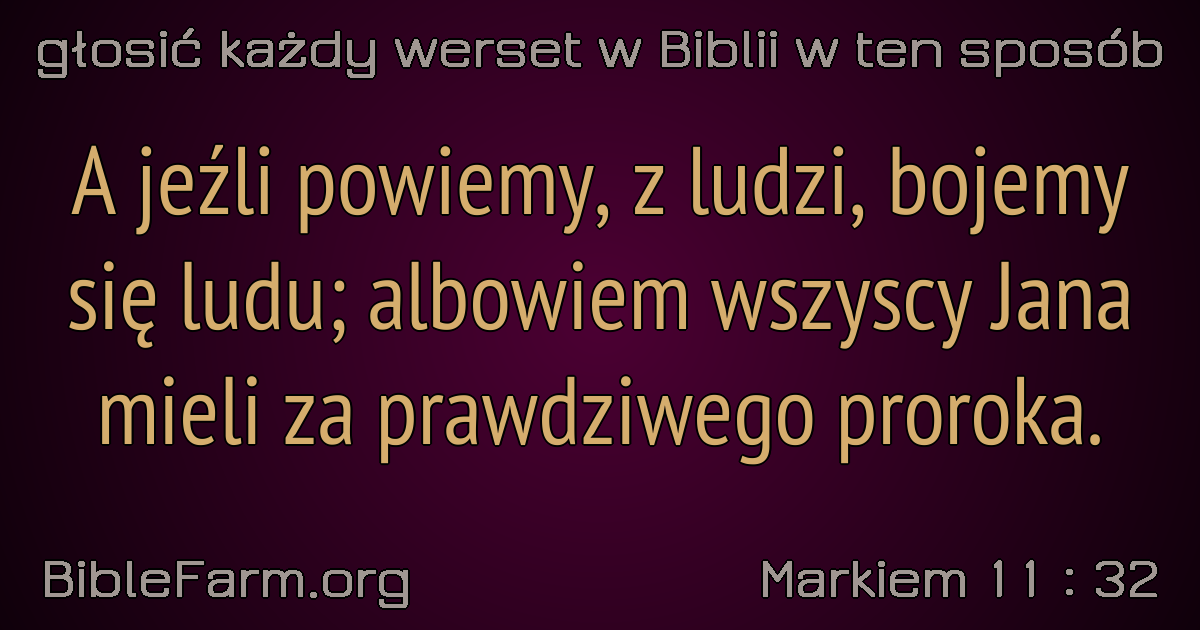 głosić każdy werset w Biblii w ten sposób
A jeźli powiemy, z ludzi, bojemy
się ludu; albowiem wszyscy Jana
mieli za prawdziwego proroka.
BibleFarm.org
Markiem 11 : 32